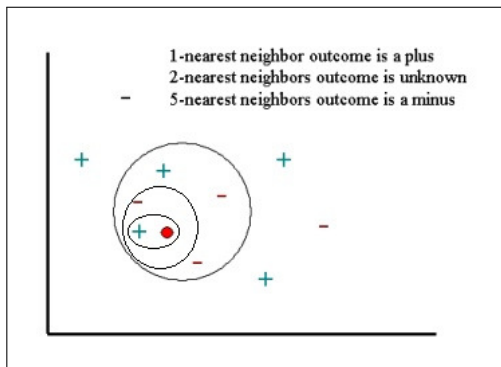 1-nearest neighbor outcome is a plus
2-nearest neighbors outcome is unknown
5-nearest neighbors outcome is a minus